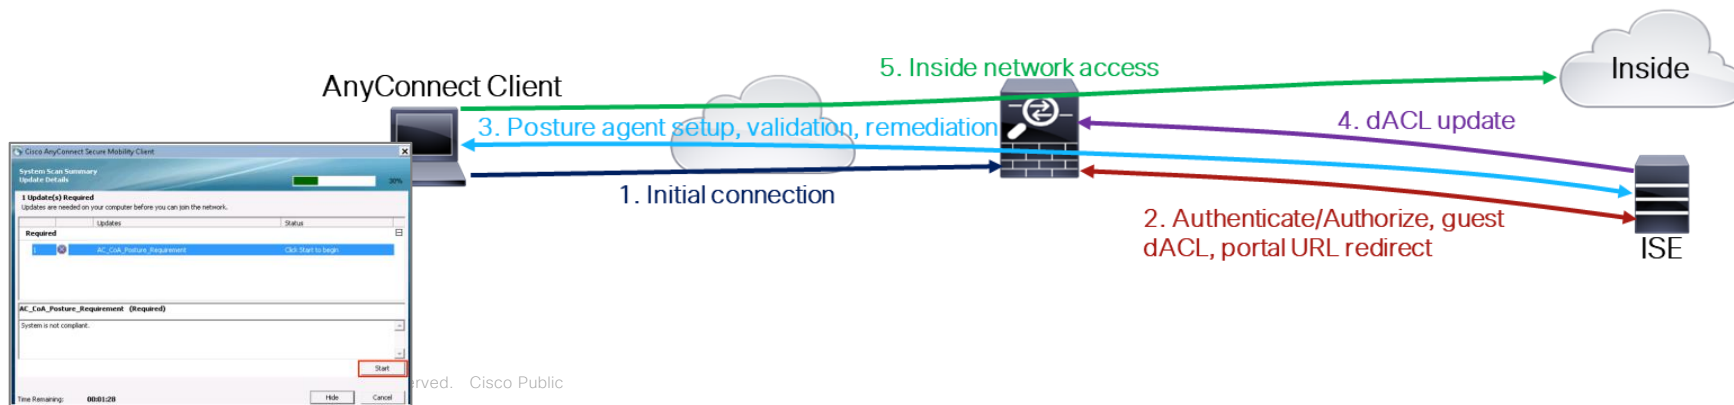 AnyConnect Client
5. Inside network access
Inside
3. Posture agent setup, validation, remediation
4. dACL update
1. Initial connection
2. Authenticate/Authorize, guest
dACL, portal URL redirect
ISE
Cisco AnyConnect Secure Mobility Client
System Scan Summary
Update Details
30%
1 Update(s) Required
Updates are needed on your computer before you can join the network.
Updates Status
Required
1 AC_CoA_Posture_Requirement Click Start to begin
AC_CoA_Posture_Requirement (Required)
System is not compliant.
Start
Time Remaining: 00:01:20 Hide Cancel
erved. Cisco Public